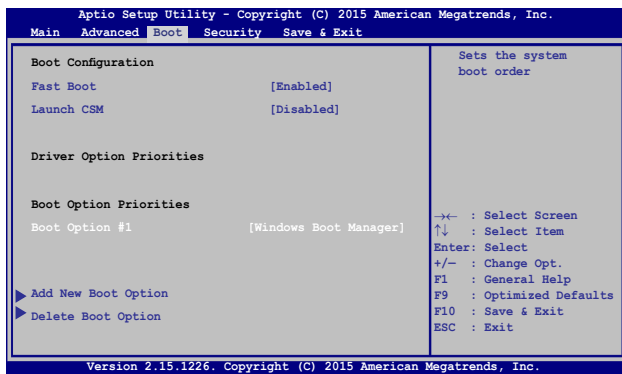 Aptio Setup Utility - Copyright (C) 2015 American Megatrends, Inc.
Main Advanced Boot Security Save & Exit
Boot Configuration
Fast Boot [Enabled]
Launch CSM [Disabled]
Driver Option Priorities
Boot Option Priorities
Boot Option #1 [Windows Boot Manager]
Add New Boot Option
Delete Boot Option
Sets the system
boot order
→← : Select Screen
↑↓ : Select Item
Enter: Select
+/— : Change Opt.
F1 : General Help
F9 : Optimized Defaults
F10 : Save & Exit
ESC : Exit
Version 2.15.1226. Copyright (C) 2015 American Megatrends, Inc.